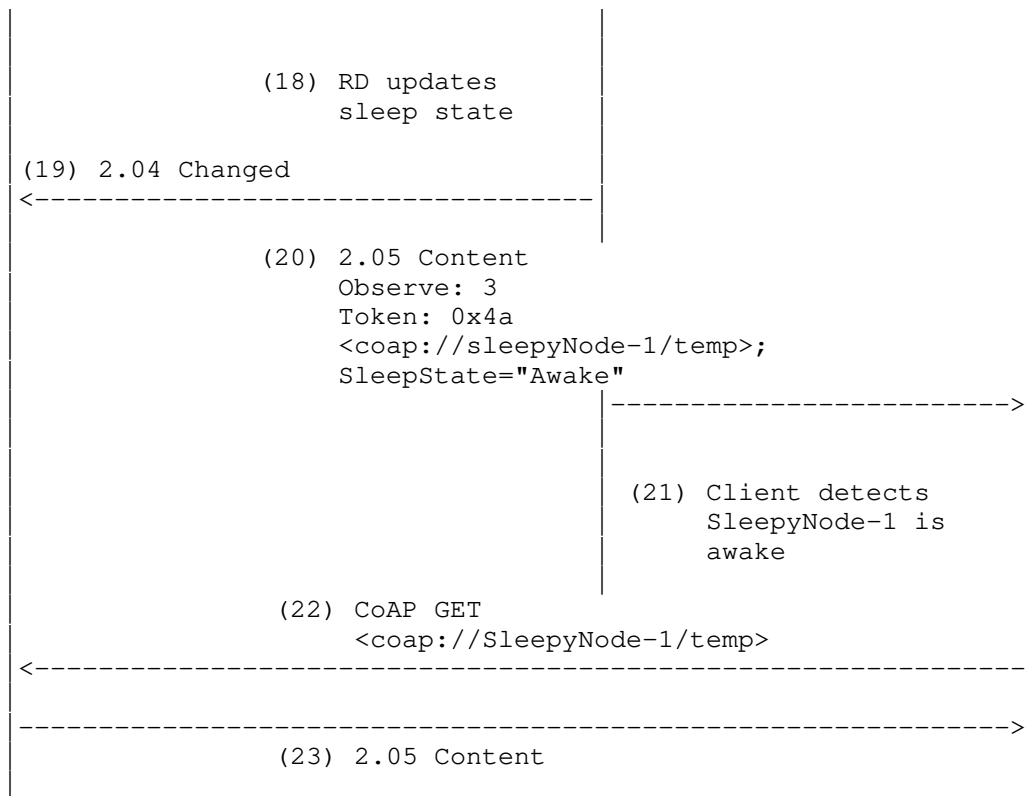 (18) RD updates
sleep state
(19) 2.04 Changed
(20) 2.05 Content
Observe: 3
Token: 0x4a
<coap://sleepyNode-1/temp>;
SleepState="Awake"
(21) Client detects
SleepyNode-1 is
awake
(22) CoAP GET
<coap://SleepyNode-1/temp>
(23) 2.05 Content